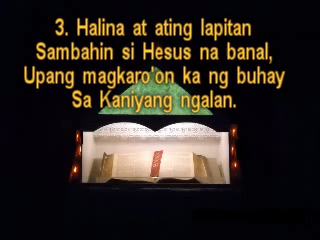 3. Halina at ating lapitan
Sambahin si Hesus na banal,
Upang magkaro'on ka ng buhay
Sa Kaniyang ngalan.